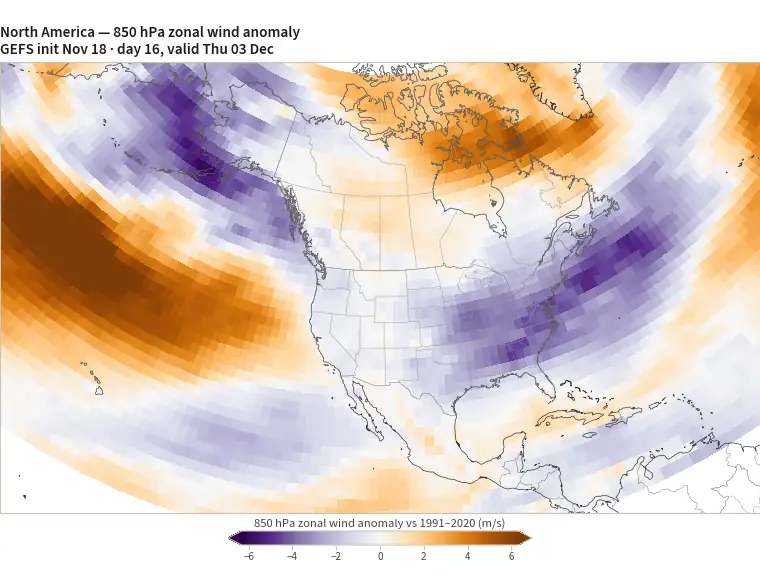 North America — 850 hPa zonal wind anomaly
GEFS init Nov 18 · day 16, valid Thu 03 Dec
850 hPa zonal wind anomaly vs 1991–2020 (m/s)
−6 −4 −2 0 2 4 6